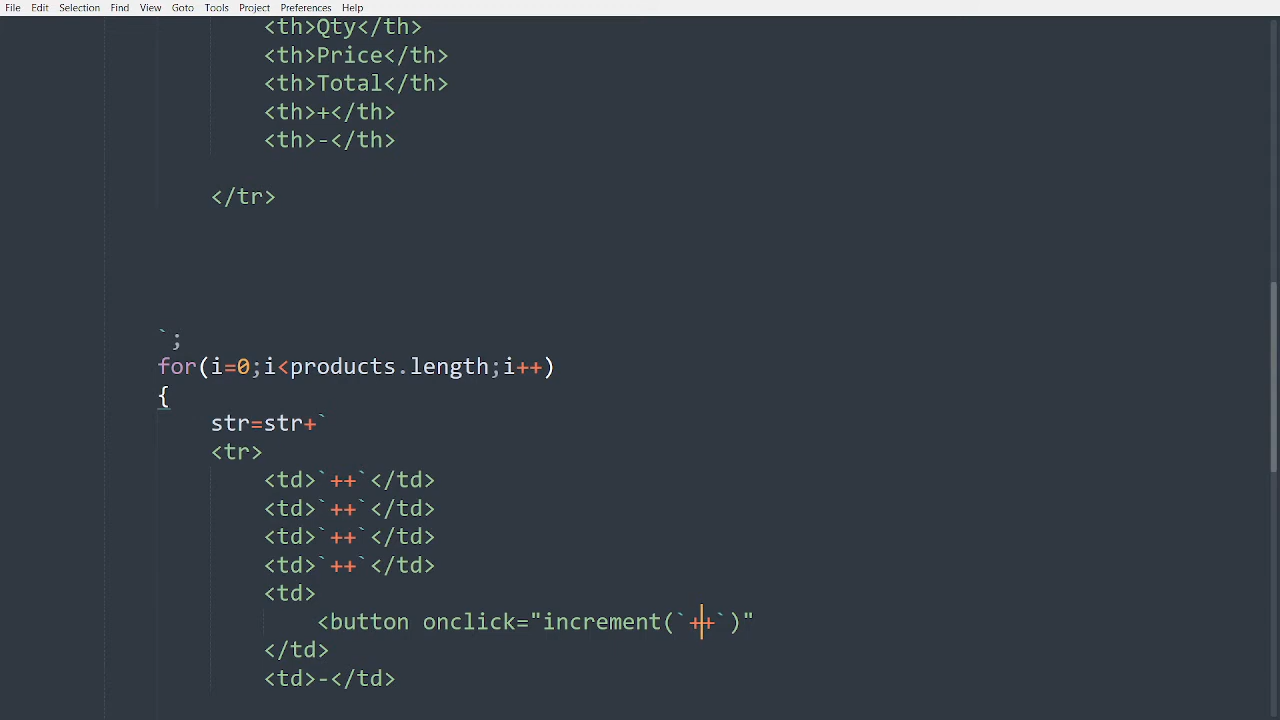 File Edit Selection Find View Goto Tools Project Preferences Help
<th>Qty</th>
<th>Price</th>
<th>Total</th>
<th>+</th>
<th>-</th>
</tr>
`;
for(i=0;i<products.length;i++)
{
str=str+`
<tr>
<td>`++`</td>
<td>`++`</td>
<td>`++`</td>
<td>`++`</td>
<td>
<button onclick="increment(`++`)"
</td>
<td>-</td>